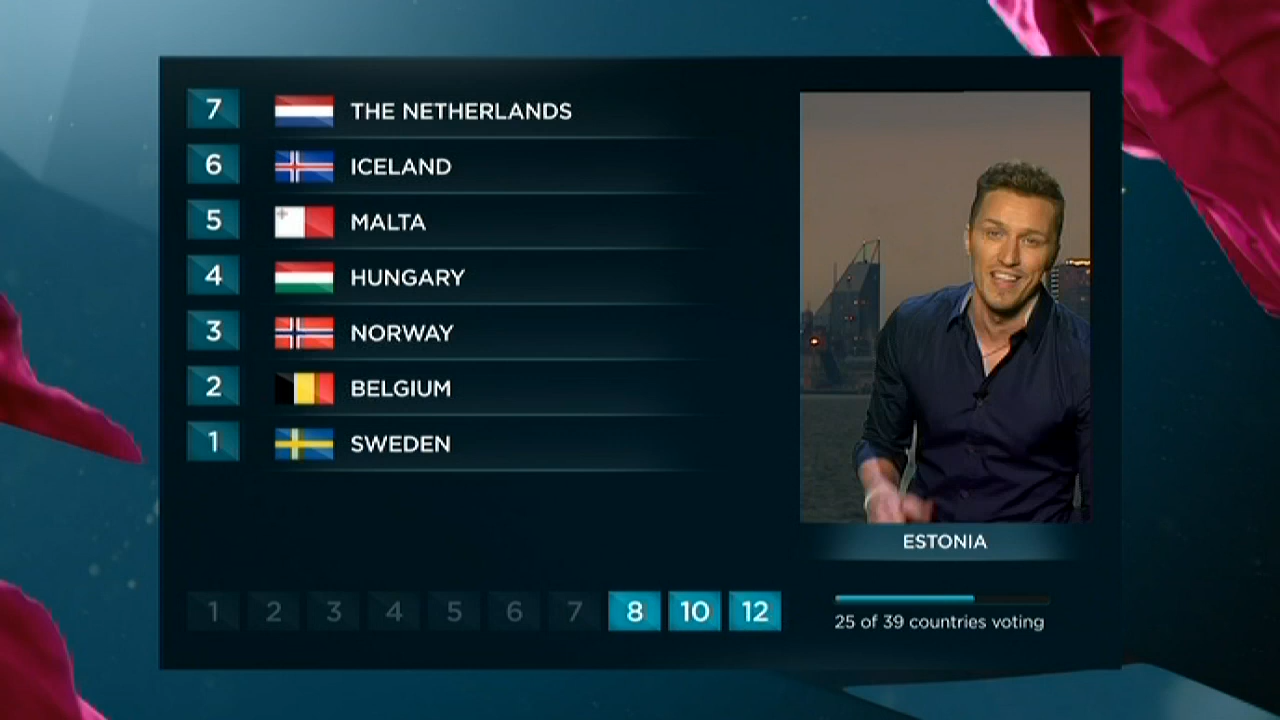 7 THE NETHERLANDS
6 ICELAND
5 MALTA
4 HUNGARY
3 NORWAY
2 BELGIUM
1 SWEDEN
ESTONIA
1 2 3 4 5 6 7 8 10 12
25 of 39 countries voting